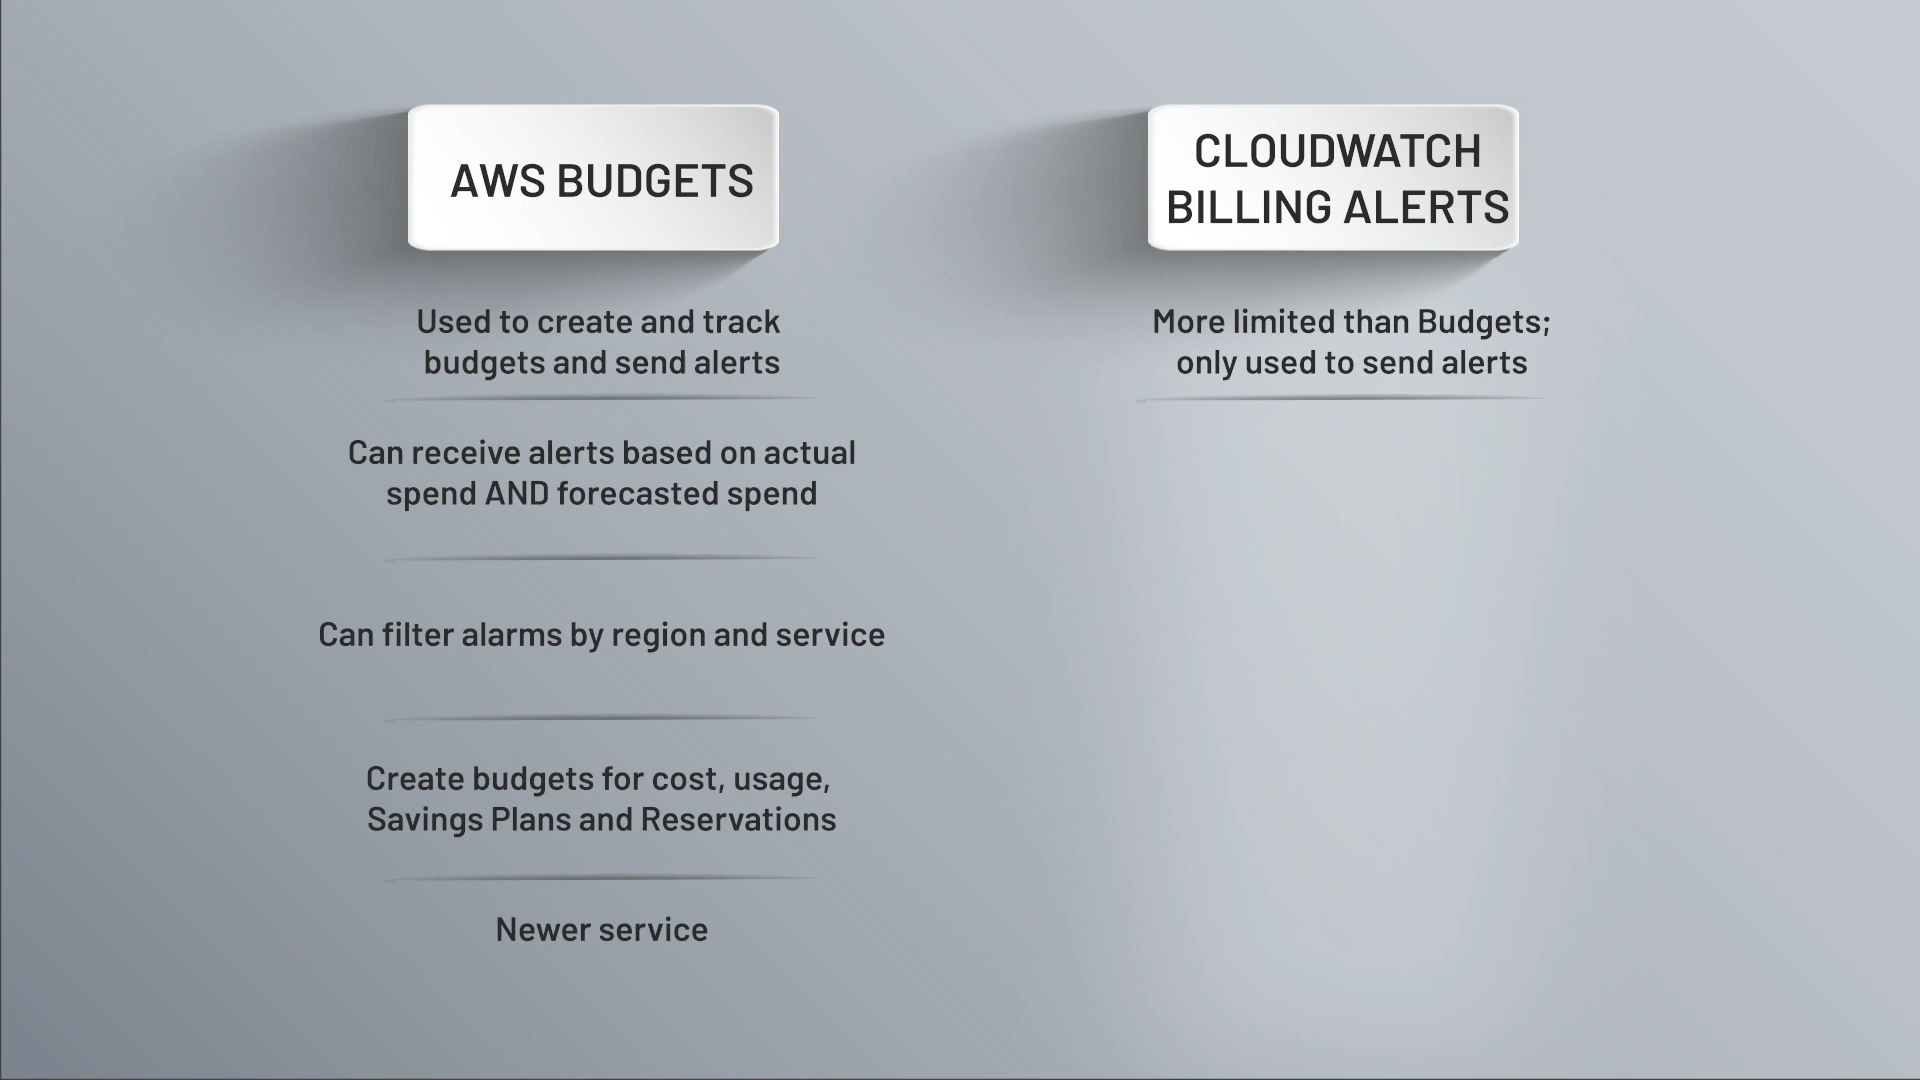 AWS BUDGETS
Used to create and track
budgets and send alerts
Can receive alerts based on actual
spend AND forecasted spend
Can filter alarms by region and service
Create budgets for cost, usage,
Savings Plans and Reservations
Newer service
CLOUDWATCH
BILLING ALERTS
More limited than Budgets;
only used to send alerts